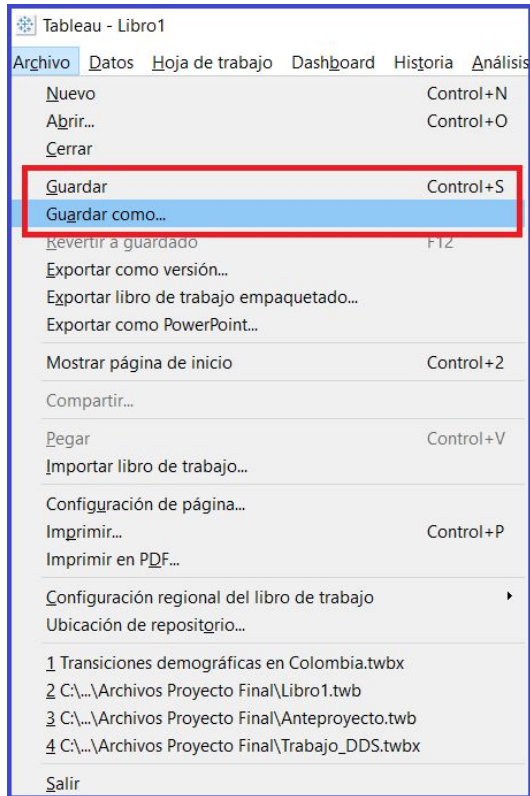 Tableau - Libro1
Archivo Datos Hoja de trabajo Dashboard Historia Análisis
Nuevo Control+N
Abrir... Control+O
Cerrar
Guardar Control+S
Guardar como...
Revertir a guardado F12
Exportar como versión...
Exportar libro de trabajo empaquetado...
Exportar como PowerPoint...
Mostrar página de inicio Control+2
Compartir...
Pegar Control+V
Importar libro de trabajo...
Configuración de página...
Imprimir... Control+P
Imprimir en PDF...
Configuración regional del libro de trabajo
Ubicación de repositorio...
1 Transiciones demográficas en Colombia.twbx
2 C:\...\Archivos Proyecto Final\Libro1.twb
3 C:\...\Archivos Proyecto Final\Anteproyecto.twb
4 C:\...\Archivos Proyecto Final\Trabajo_DDS.twbx
Salir